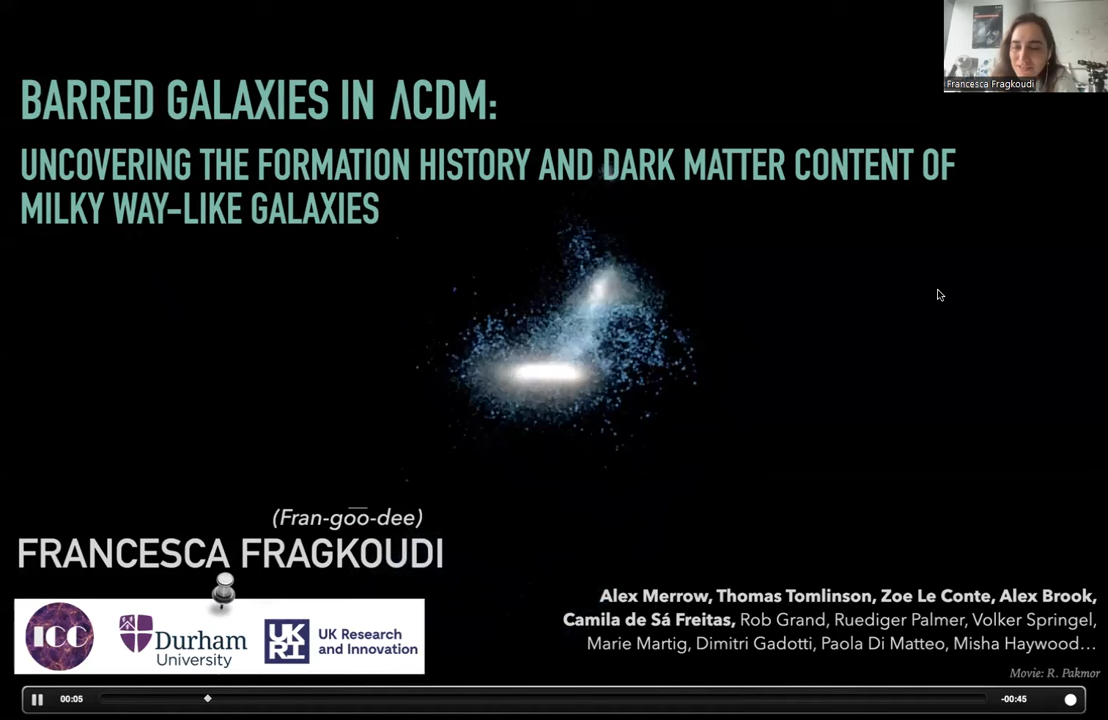 Francesca Fragkoudi
BARRED GALAXIES IN ΛCDM:
UNCOVERING THE FORMATION HISTORY AND DARK MATTER CONTENT OF
MILKY WAY-LIKE GALAXIES
(Fran-go͞o-dee)
FRANCESCA FRAGKOUDI
ICC
Durham
University
UK
RI
UK Research
and Innovation
Alex Merrow, Thomas Tomlinson, Zoe Le Conte, Alex Brook,
Camila de Sá Freitas, Rob Grand, Ruediger Palmer, Volker Springel,
Marie Martig, Dimitri Gadotti, Paola Di Matteo, Misha Haywood…
Movie: R. Pakmor
00:05
-00:45